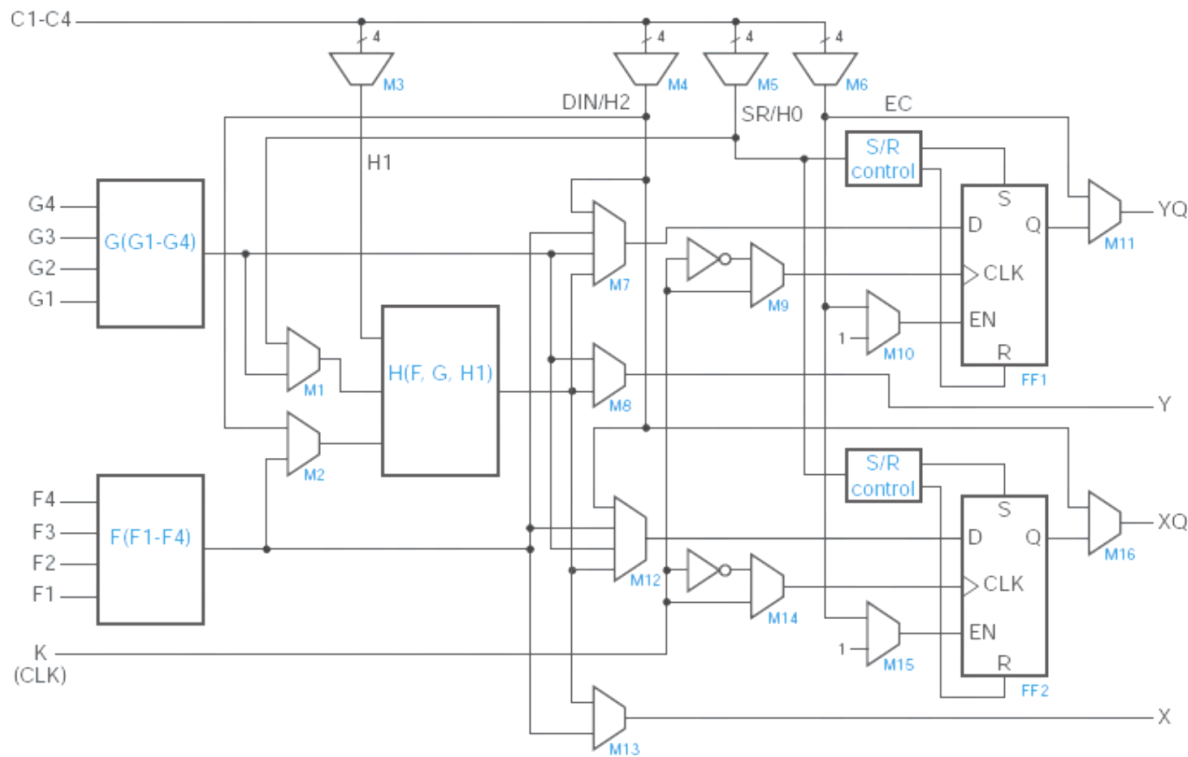 C1-C4
4
4
4
4
M3
M4
M5
M6
DIN/H2
SR/H0
EC
H1
S/R
control
G4
G3
G2
G1
G(G1-G4)
M7
M9
S
D
Q
CLK
EN
R
FF1
M11
YQ
1
M10
M1
H(F, G, H1)
M8
Y
M2
S/R
control
F4
F3
F2
F1
F(F1-F4)
M12
M14
S
D
Q
CLK
EN
R
FF2
M16
XQ
1
M15
K
(CLK)
M13
X